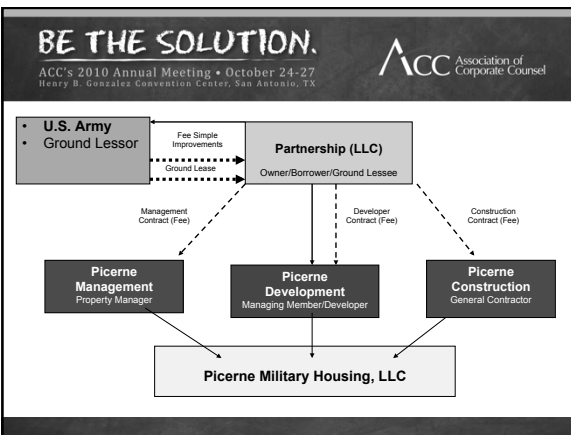 BE THE SOLUTION.
ACC's 2010 Annual Meeting • October 24-27
Henry B. Gonzalez Convention Center, San Antonio, TX
ACC Association of
Corporate Counsel
• U.S. Army
• Ground Lessor
Fee Simple
Improvements
Ground Lease
Partnership (LLC)
Owner/Borrower/Ground Lessee
Management
Contract (Fee)
Developer
Contract (Fee)
Construction
Contract (Fee)
Picerne
Management
Property Manager
Picerne
Development
Managing Member/Developer
Picerne
Construction
General Contractor
Picerne Military Housing, LLC